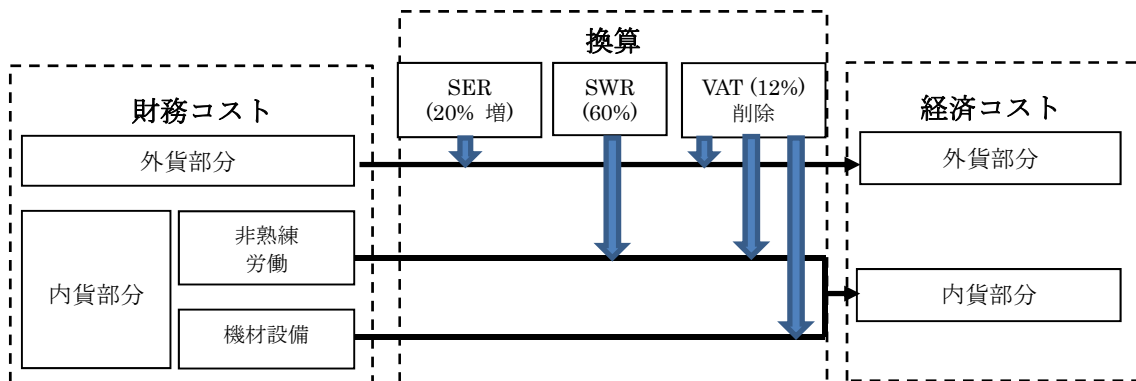 換算
財務コスト
SER
(20% 増)
SWR
(60%)
VAT (12%)
削除
経済コスト
外貨部分
外貨部分
内貨部分
非熟練
労働
機材設備
内貨部分